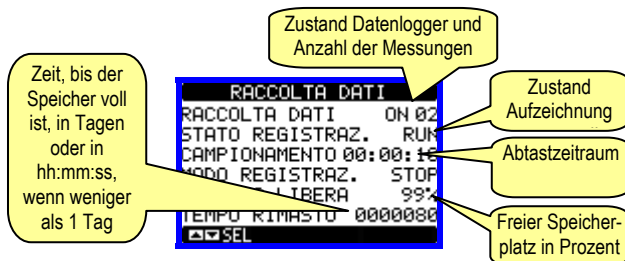 Zustand Datenlogger und
Anzahl der Messungen
Zeit, bis der
Speicher voll
ist, in Tagen
oder in
hh:mm:ss,
wenn weniger
als 1 Tag
RACCOLTA DATI
RACCOLTA DATI ON 02
STATO REGISTRAZ. RUN
CAMPIONAMENTO 00:00:10
MODO REGISTRAZ. STOP
LIBERA 99%
TEMPO RIMASTO 0000080
SEL
Zustand
Aufzeichnung
Abtastzeitraum
Freier Speicher-
platz in Prozent